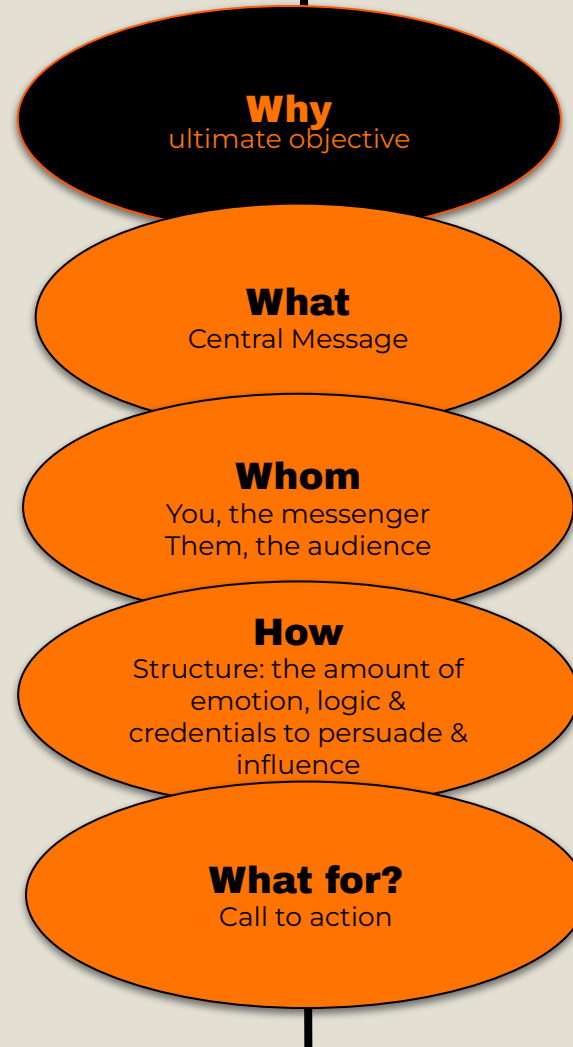 Why
ultimate objective
What
Central Message
Whom
You, the messenger
Them, the audience
How
Structure: the amount of
emotion, logic &
credentials to persuade &
influence
What for?
Call to action